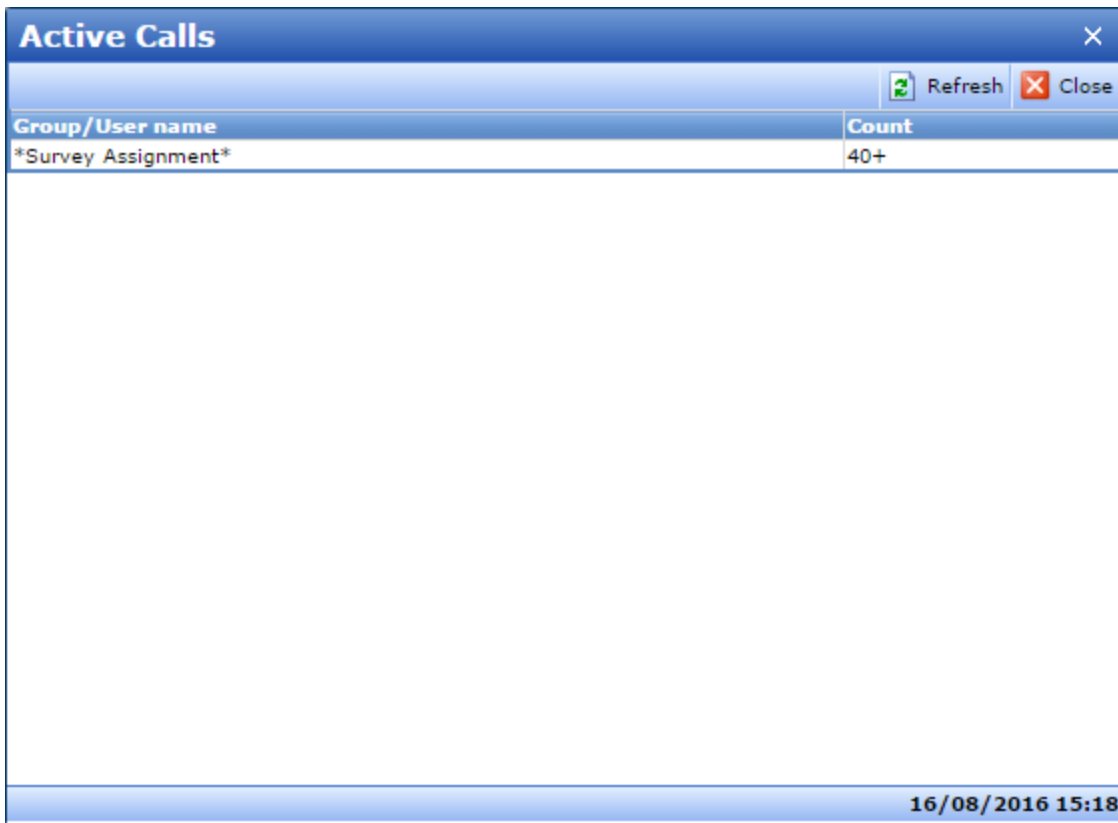 Active Calls
Refresh Close
Group/User name Count
*Survey Assignment* 40+
16/08/2016 15:18